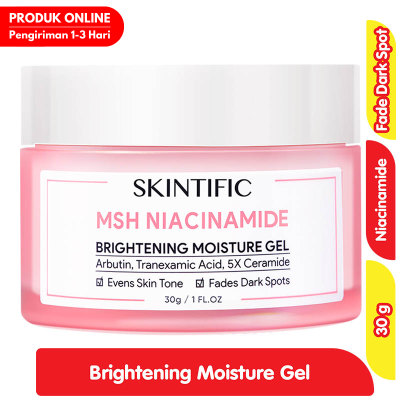 PRODUK ONLINE
Pengiriman 1-3 Hari
Fade Dark Spot
Niacinamide
30g
SKINTIFIC
MSH NIACINAMIDE
BRIGHTENING MOISTURE GEL
Arbutin, Tranexamic Acid, 5X Ceramide
Evens Skin Tone Fades Dark Spots
30g / 1 FL.OZ
Brightening Moisture Gel